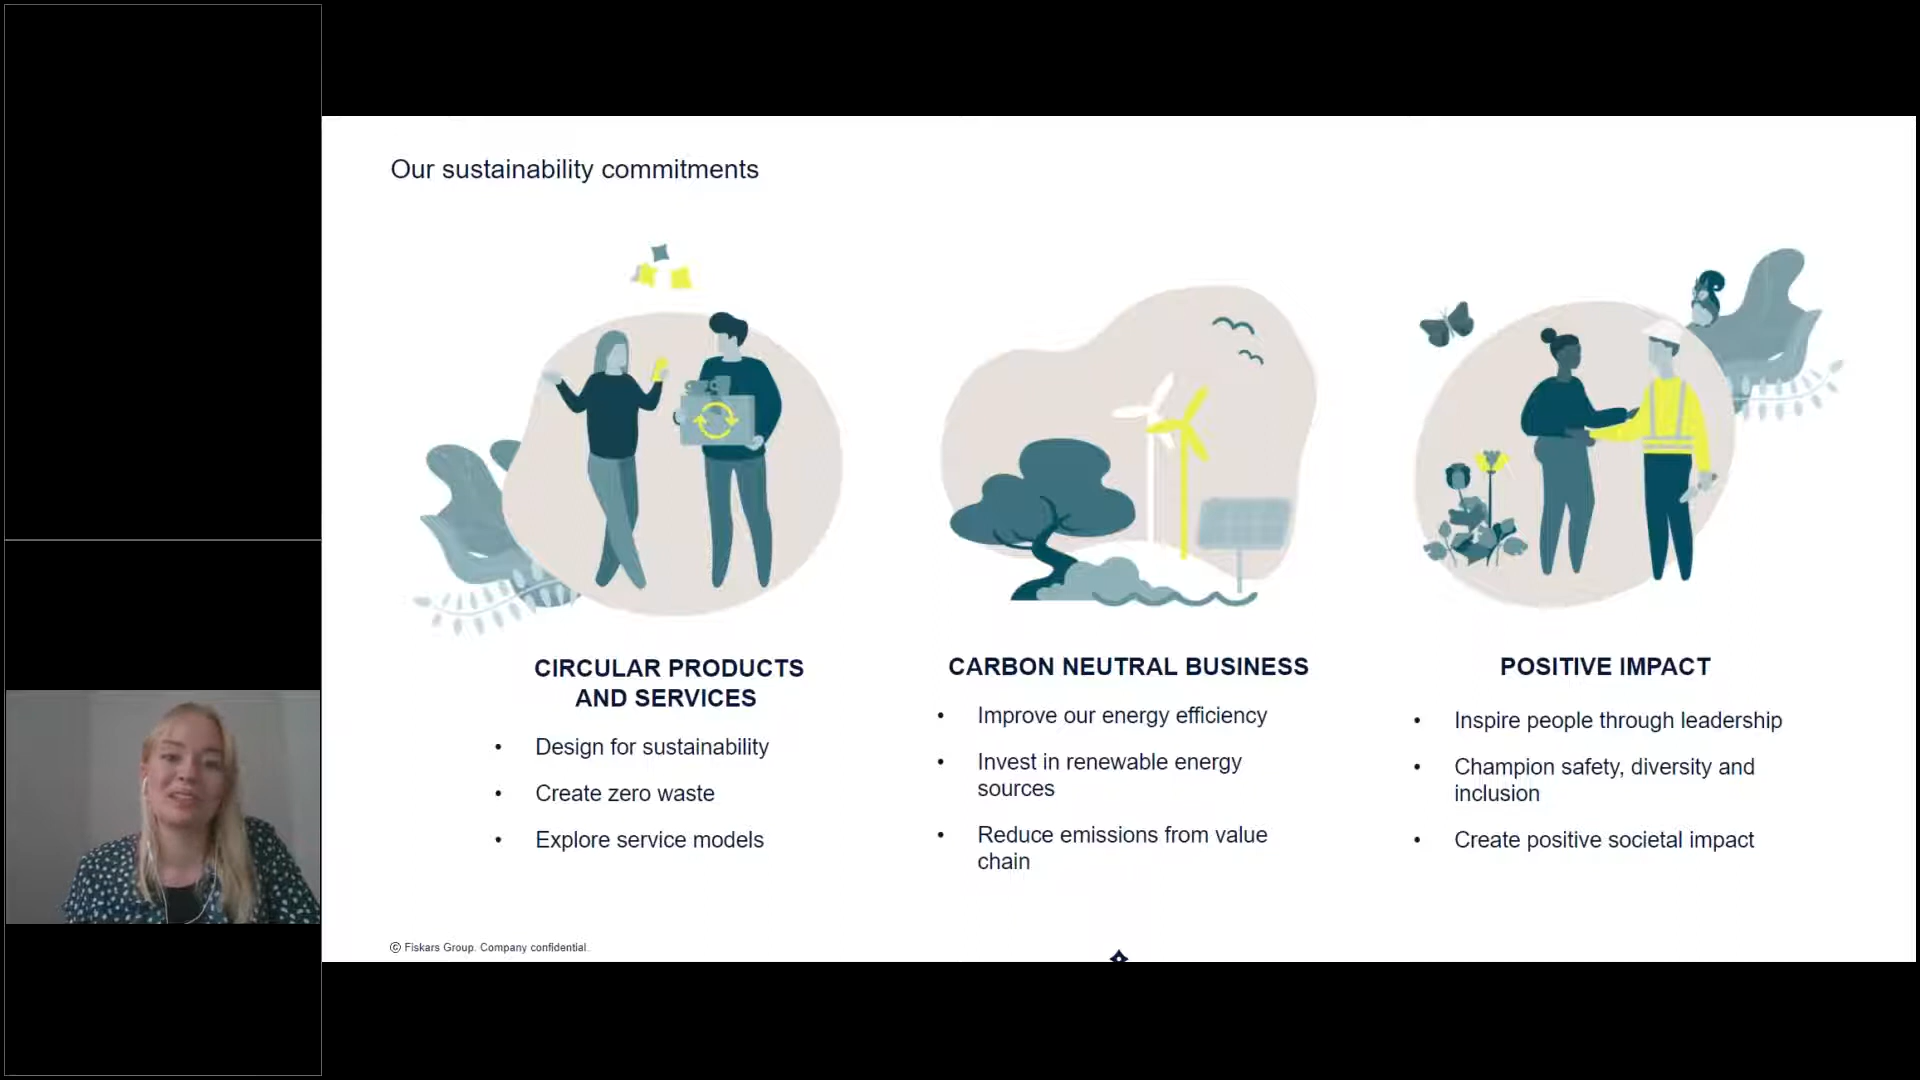 Our sustainability commitments
CIRCULAR PRODUCTS
AND SERVICES
• Design for sustainability
• Create zero waste
• Explore service models
CARBON NEUTRAL BUSINESS
• Improve our energy efficiency
• Invest in renewable energy
sources
• Reduce emissions from value
chain
POSITIVE IMPACT
• Inspire people through leadership
• Champion safety, diversity and
inclusion
• Create positive societal impact
© Fiskars Group. Company confidential.